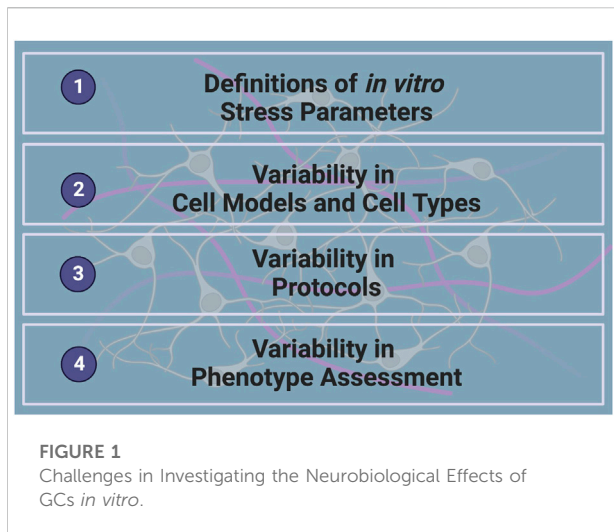 1
Definitions of in vitro
Stress Parameters
2
Variability in
Cell Models and Cell Types
3
Variability in
Protocols
4
Variability in
Phenotype Assessment
FIGURE 1
Challenges in Investigating the Neurobiological Effects of
GCs in vitro.